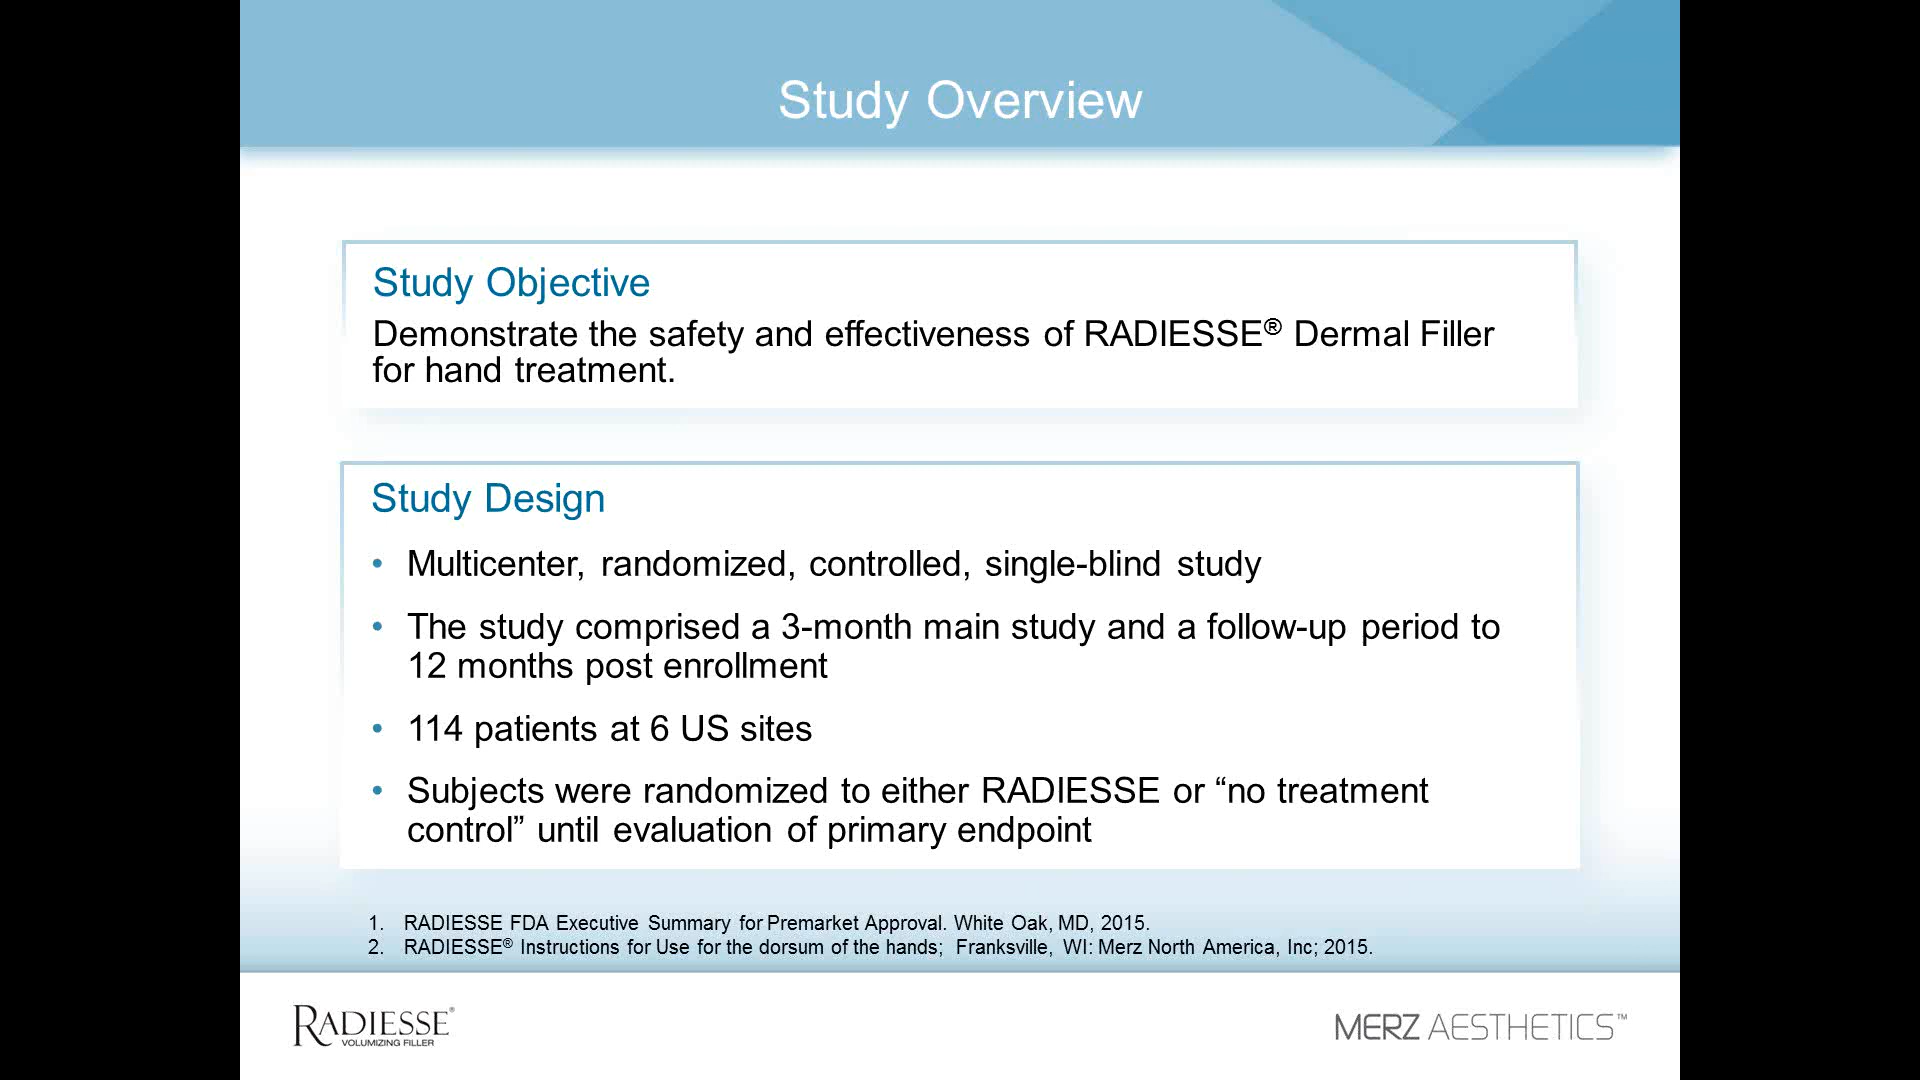 Study Overview
Study Objective
Demonstrate the safety and effectiveness of RADIESSE® Dermal Filler
for hand treatment.
Study Design
• Multicenter, randomized, controlled, single-blind study
• The study comprised a 3-month main study and a follow-up period to
12 months post enrollment
• 114 patients at 6 US sites
• Subjects were randomized to either RADIESSE or “no treatment
control” until evaluation of primary endpoint
1. RADIESSE FDA Executive Summary for Premarket Approval. White Oak, MD, 2015.
2. RADIESSE® Instructions for Use for the dorsum of the hands; Franksville, WI: Merz North America, Inc; 2015.
RADIESSE®
VOLUMIZING FILLER
MERZ AESTHETICS™